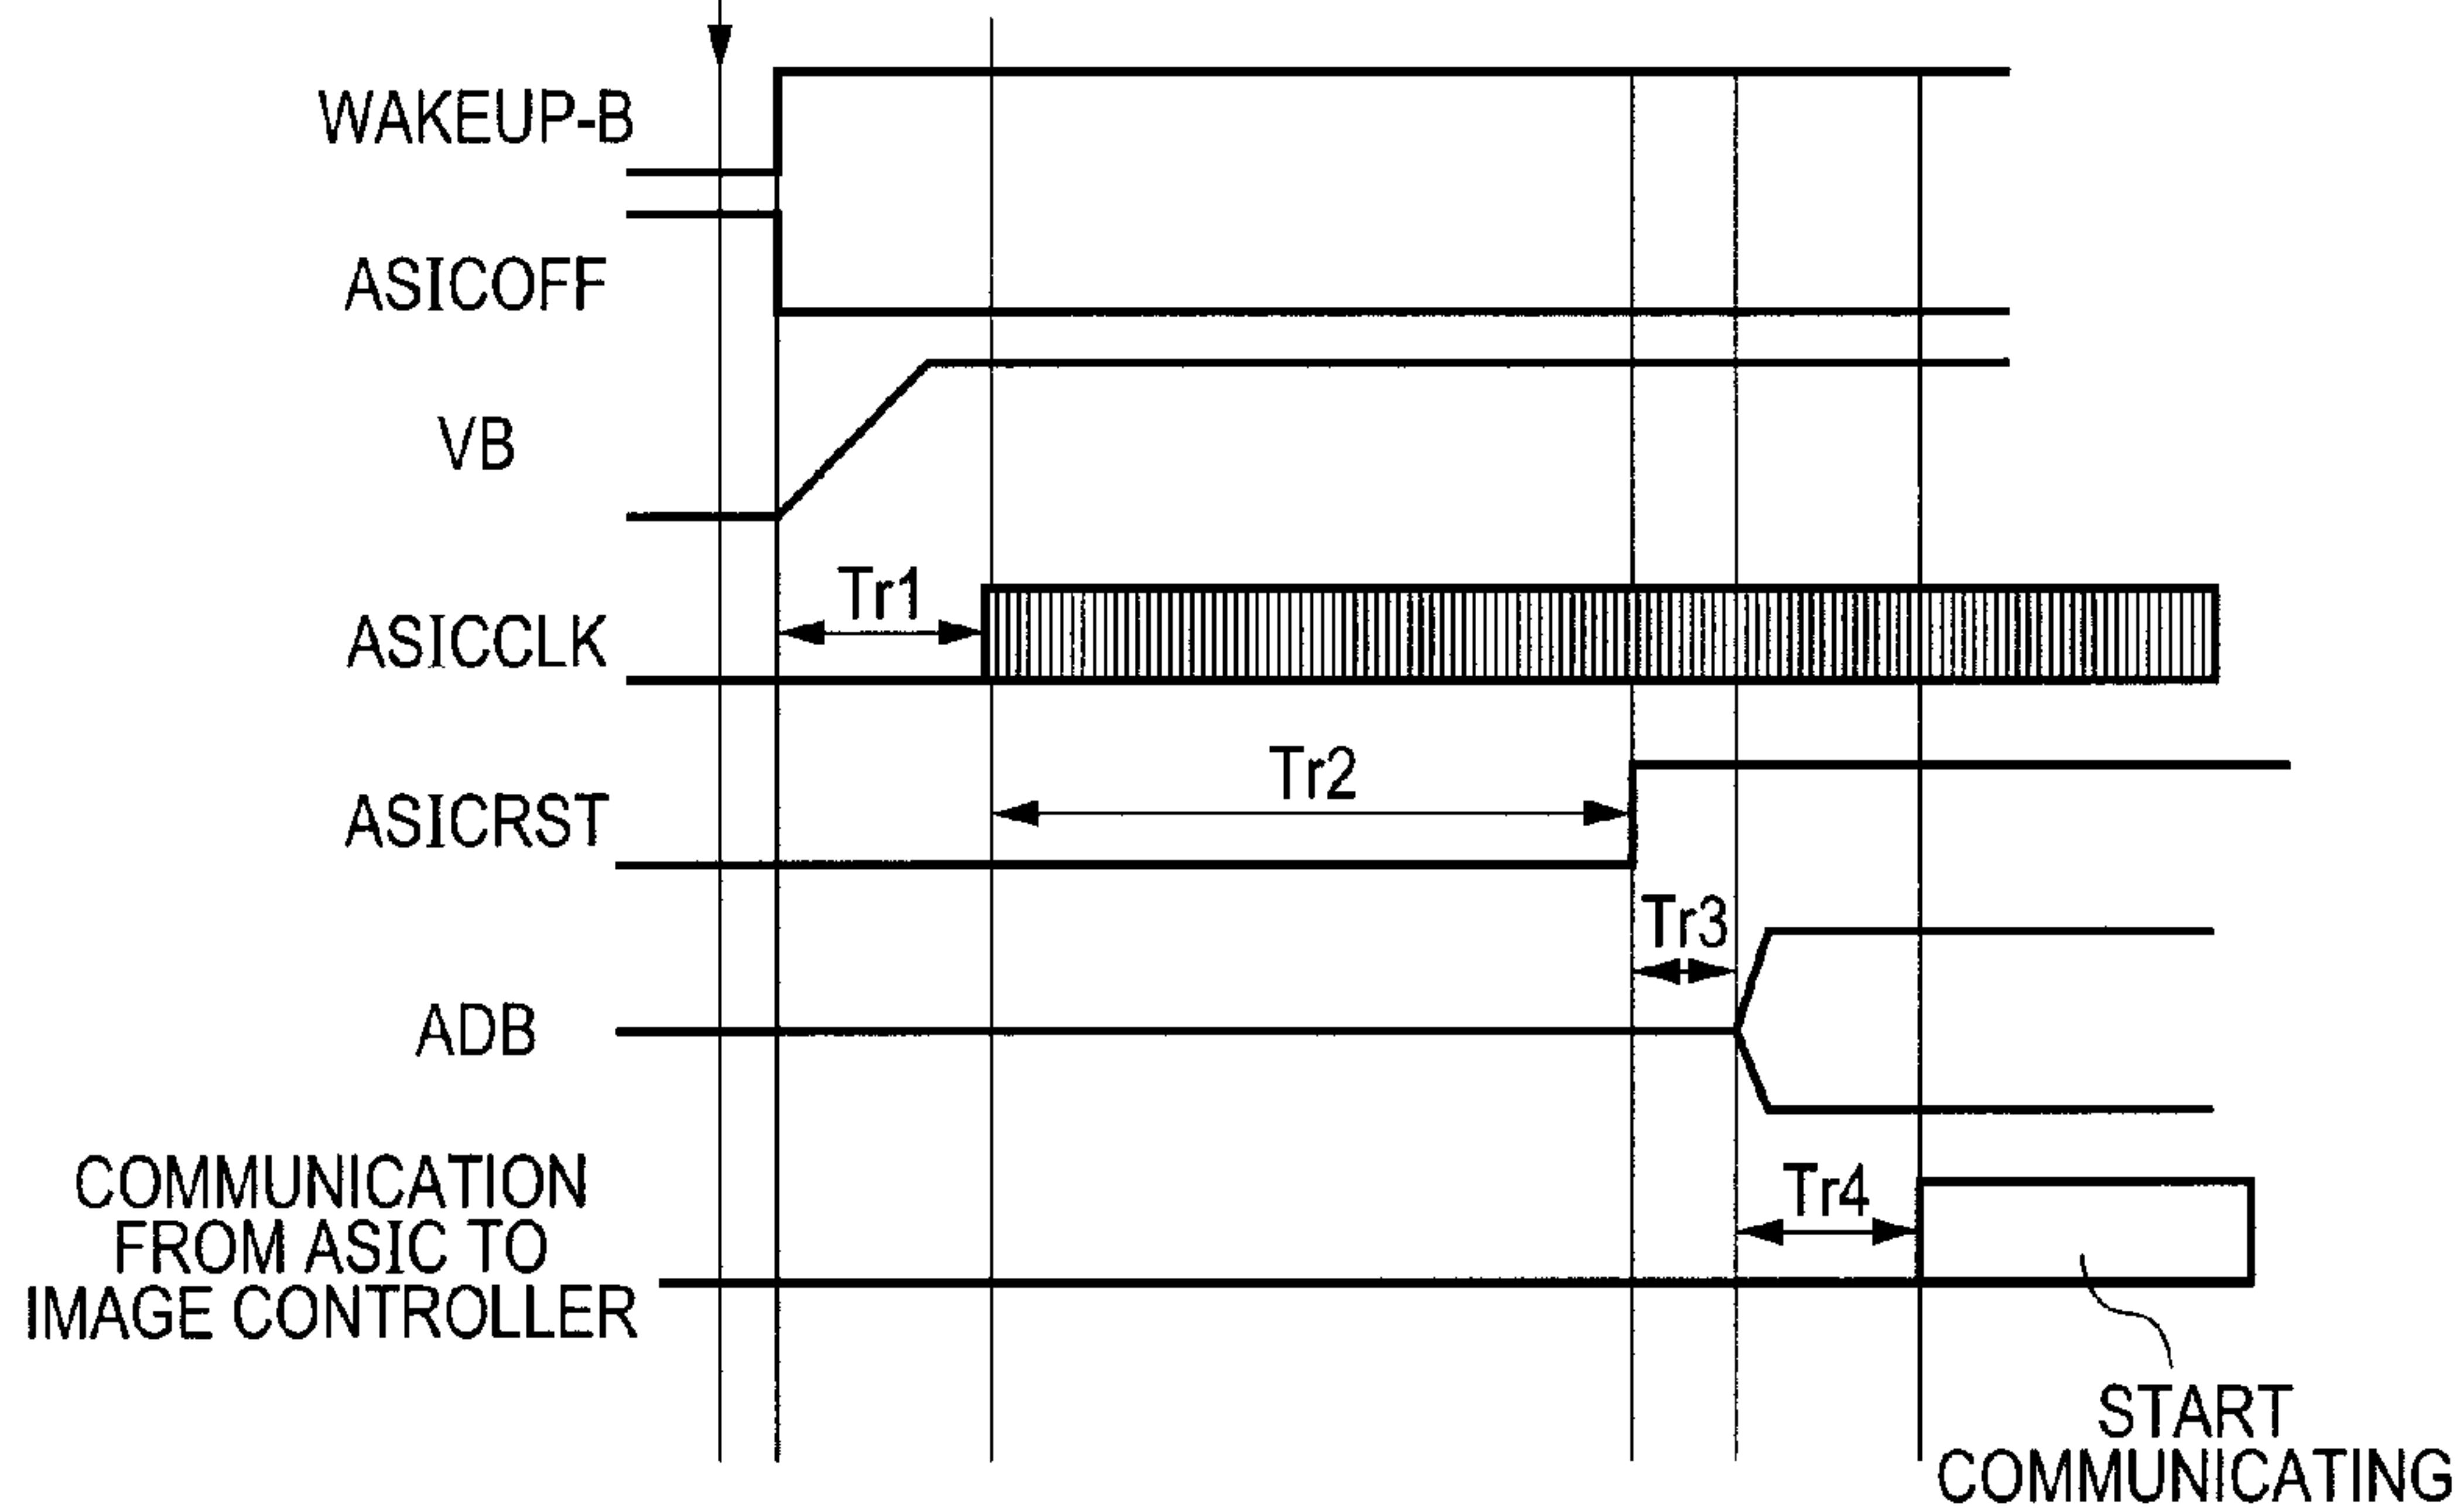 WAKEUP-B
ASICOFF
VB
Tr1
ASICCLK
Tr2
ASICRST
Tr3
ADB
COMMUNICATION
FROM ASIC TO
IMAGE CONTROLLER
Tr4
START
COMMUNICATING